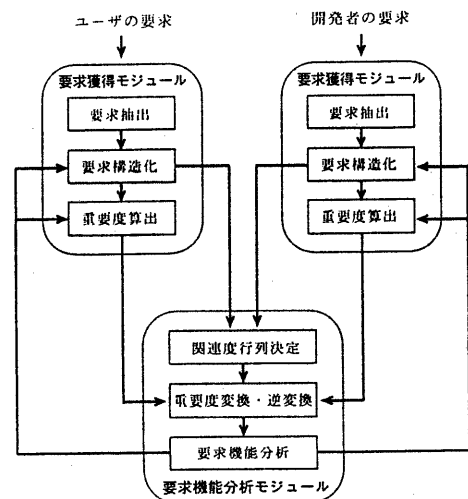 ユーザの要求
開発者の要求
要求獲得モジュール
要求抽出
要求構造化
重要度算出
要求獲得モジュール
要求抽出
要求構造化
重要度算出
関連度行列決定
重要度変換・逆変換
要求機能分析
要求機能分析モジュール